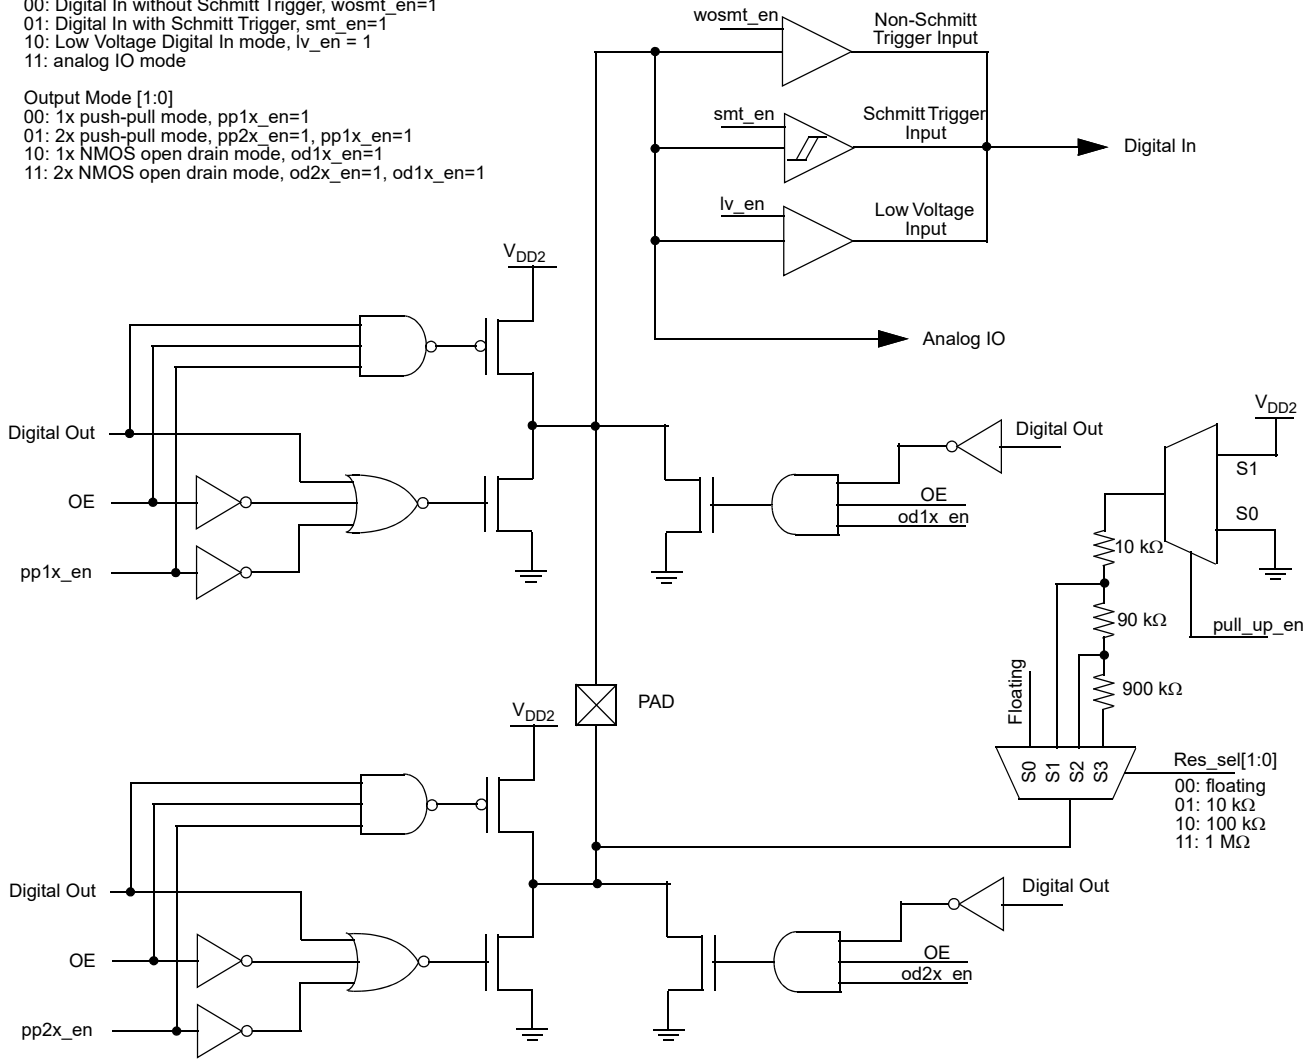 00: Digital In without Schmitt Trigger, wosmt_en=1
01: Digital In with Schmitt Trigger, smt_en=1
10: Low Voltage Digital In mode, lv_en = 1
11: analog IO mode
Output Mode [1:0]
00: 1x push-pull mode, pp1x_en=1
01: 2x push-pull mode, pp2x_en=1, pp1x_en=1
10: 1x NMOS open drain mode, od1x_en=1
11: 2x NMOS open drain mode, od2x_en=1, od1x_en=1
wosmt_en
Non-Schmitt
Trigger Input
smt_en
Schmitt Trigger
Input
Digital In
lv_en
Low Voltage
Input
Analog IO
VDD2
Digital Out
OE
pp1x_en
Digital Out
OE
od1x_en
VDD2
S1
S0
10 kΩ
90 kΩ
900 kΩ
pull_up_en
Floating
S0
S1
S2
S3
Res_sel[1:0]
00: floating
01: 10 kΩ
10: 100 kΩ
11: 1 MΩ
PAD
VDD2
Digital Out
OE
pp2x_en
Digital Out
OE
od2x_en